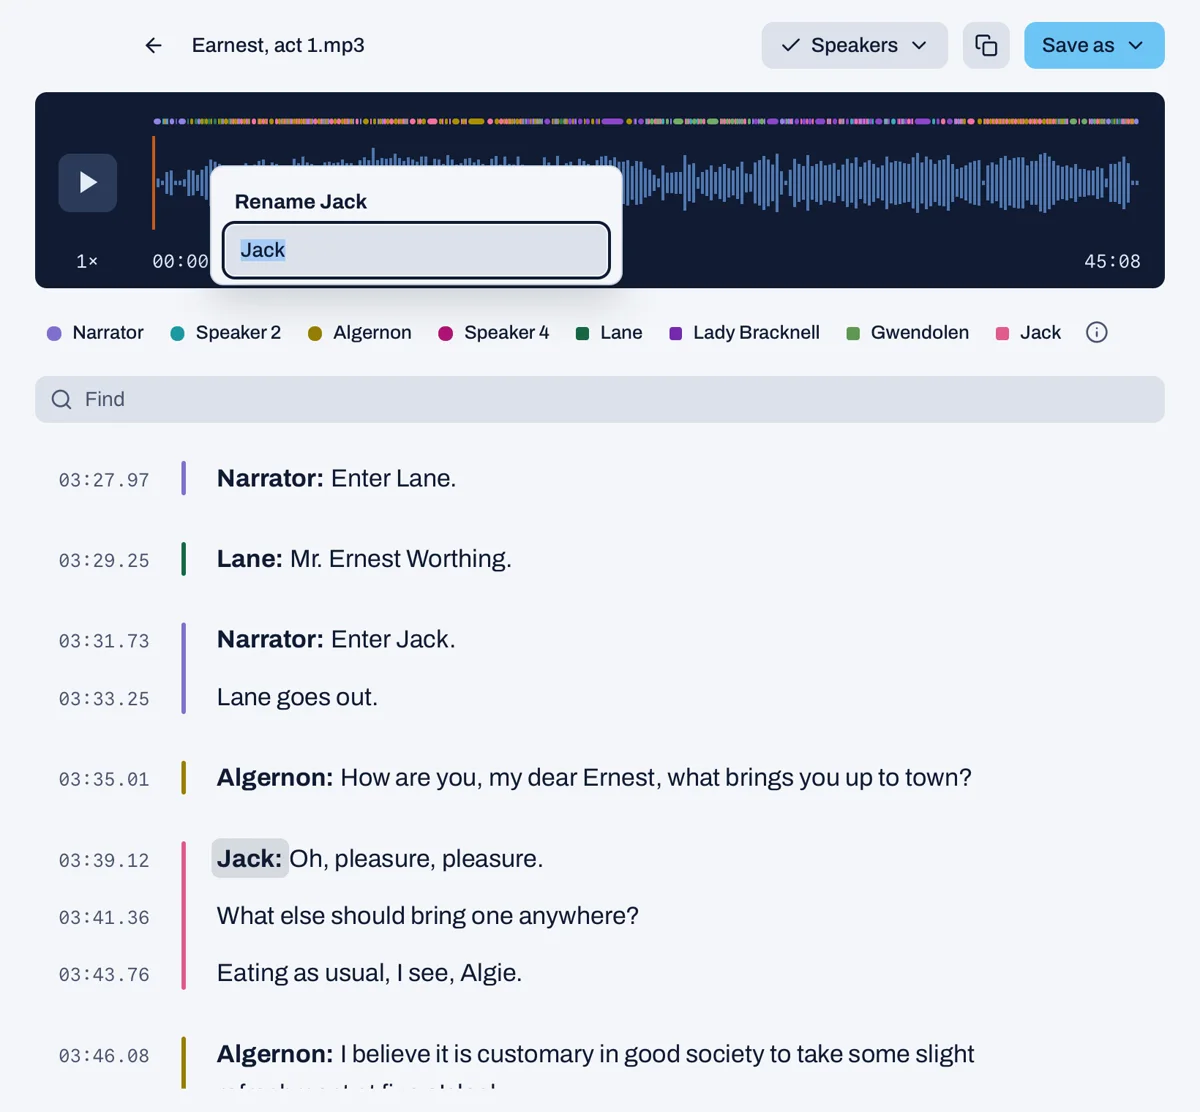 Earnest, act 1.mp3
Speakers
Save as
Rename Jack
Jack
1×
00:00
45:08
Narrator
Speaker 2
Algernon
Speaker 4
Lane
Lady Bracknell
Gwendolen
Jack
Find
03:27.97 Narrator: Enter Lane.
03:29.25 Lane: Mr. Ernest Worthing.
03:31.73 Narrator: Enter Jack.
03:33.25 Lane goes out.
03:35.01 Algernon: How are you, my dear Ernest, what brings you up to town?
03:39.12 Jack: Oh, pleasure, pleasure.
03:41.36 What else should bring one anywhere?
03:43.76 Eating as usual, I see, Algie.
03:46.08 Algernon: I believe it is customary in good society to take some slight